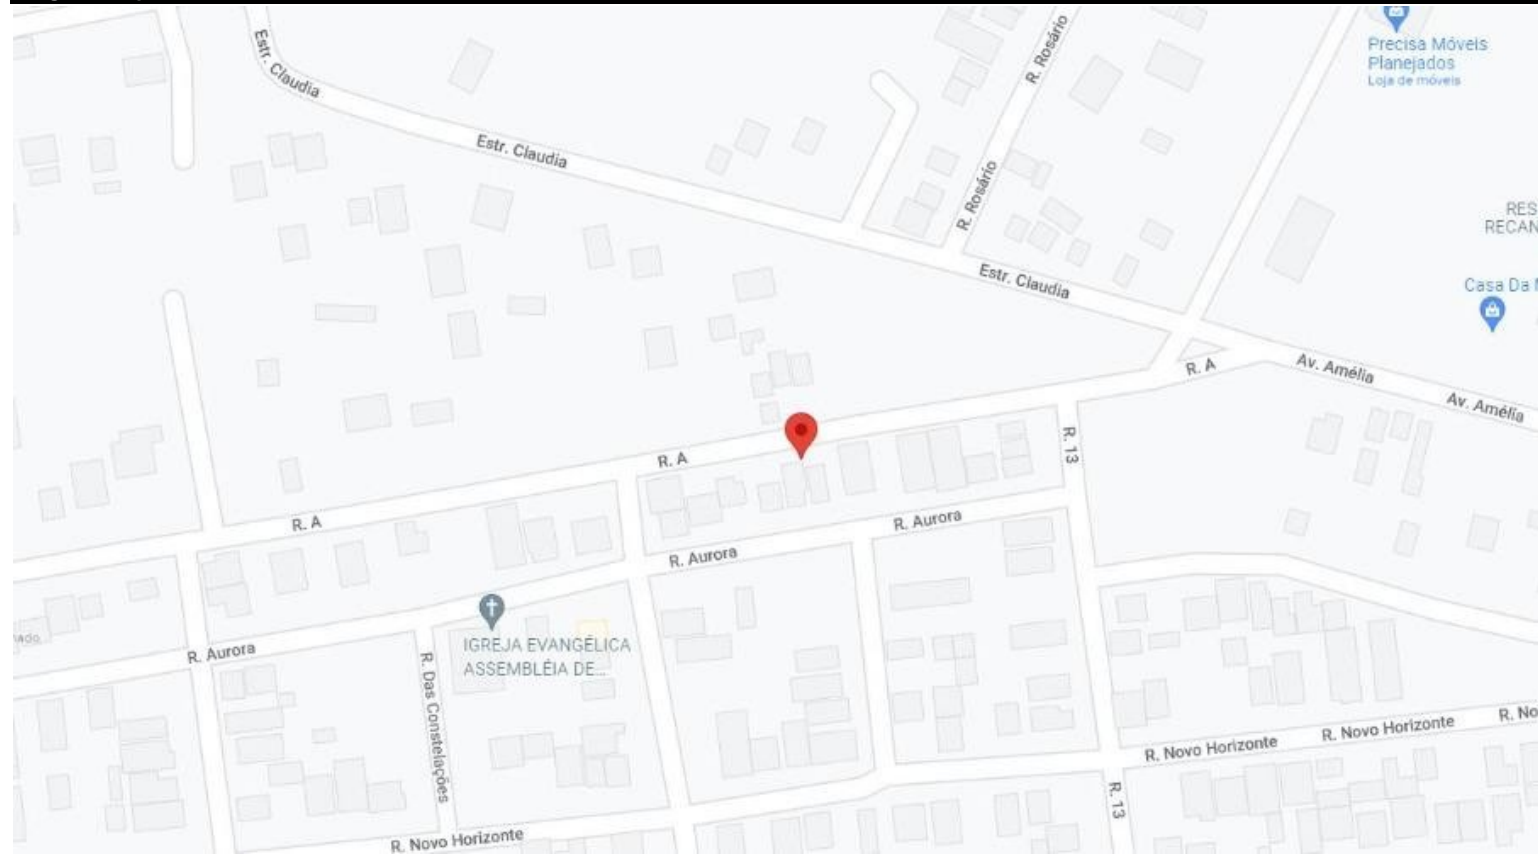 Estr. Claudia
R. Rosário
Precisa Móveis
Planejados
Loja de móveis
Estr. Claudia
R. Rosário
RES
RECAN
Estr. Claudia
Casa Da
R. A
Av. Amélia
Av. Amélia
R. A
R. 13
R. A
R. Aurora
R. Aurora
IGREJA EVANGÉLICA
ASSEMBLÉIA DE...
R. Aurora
R. Das Constelações
R. Novo Horizonte
R. Novo Horizonte
R. No
R. 13
R. Novo Horizonte